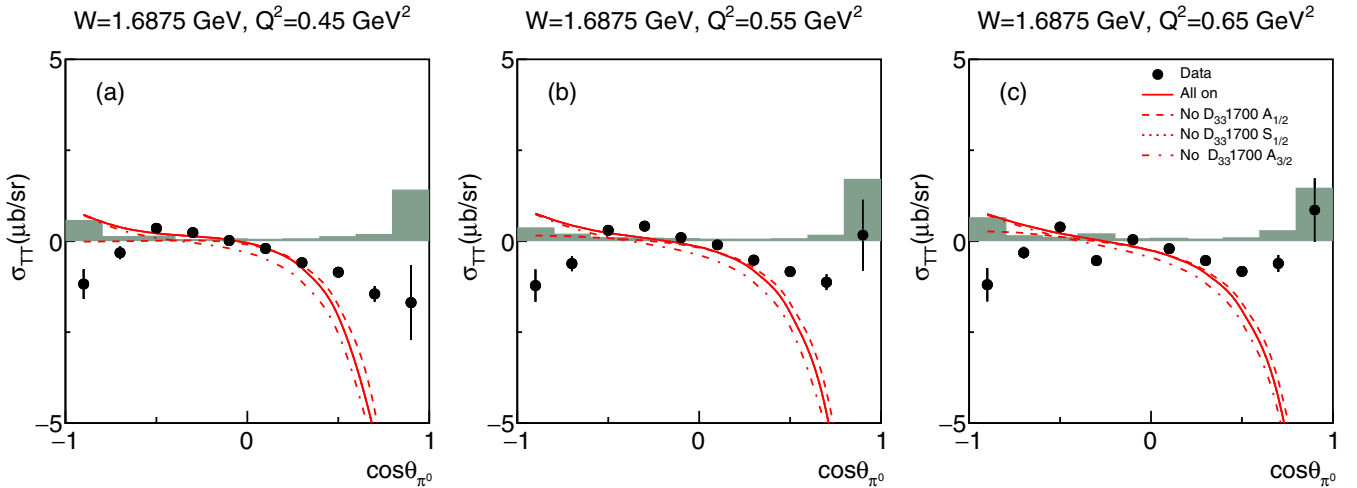 W=1.6875 GeV, Q²=0.45 GeV²
W=1.6875 GeV, Q²=0.55 GeV²
W=1.6875 GeV, Q²=0.65 GeV²
5
(a)
σ_TT(μb/sr)
0
−5
−1
0
1
cosθ_π⁰
5
(b)
σ_TT(μb/sr)
0
−5
−1
0
1
cosθ_π⁰
5
(c)
Data
All on
No D₃₃1700 A₁/₂
No D₃₃1700 S₁/₂
No D₃₃1700 A₃/₂
σ_TT(μb/sr)
0
−5
−1
0
1
cosθ_π⁰